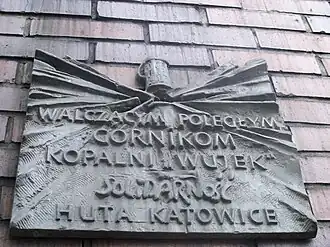 WALCZĄCYM, POLEGŁYM
GÓRNIKOM
KOPALNI "WUJEK"
SOLIDARNOŚĆ
HUTA KATOWICE